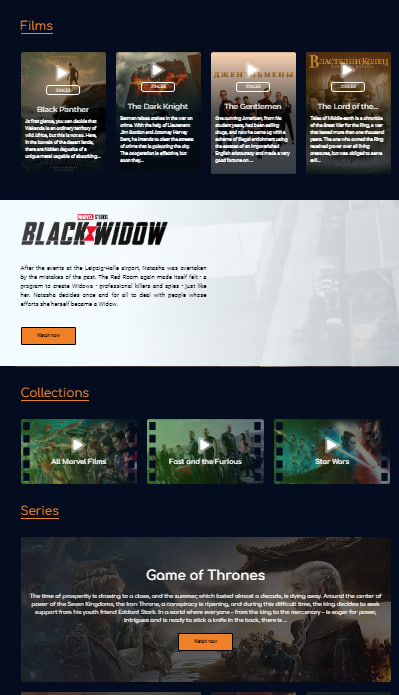 Films
TRAILER
TRAILER
TRAILER
TRAILER
Black Panther
At first glance, you can decide that
Wakanda is an ordinary territory of
wild Africa, but this is not so. Here,
in the bowels of the desert lands,
there are hidden deposits of a
unique metal capable of absorbing...
The Dark Knight
Batman raises stakes in the war on
crime. With the help of Lieutenant
Jim Gordon and Attorney Harvey
Dent, he intends to clear the streets
of crime that is poisoning the city.
The cooperation is effective, but
soon they...
ДЖЕНТЛЬМЕНЫ
The Gentlemen
One cunning American, from his
student years, had been selling
drugs, and now he came up with a
scheme of illegal enrichment using
the estates of an impoverished
English aristocracy and made a very
good fortune on ...
ВЛАСТЕЛИН КОЛЕЦ
The Lord of the...
Tales of Middle-earth is a chronicle
of the Great War for the Ring, a war
that lasted more than one thousand
years. The one who owned the Ring
received power over all living
creatures, but was obliged to serve
evil...
MARVEL STUDIOS
BLACK WIDOW
After the events at the Leipzig/Halle airport, Natasha was overtaken
by the mistakes of the past. The Red Room again made itself felt - a
program to create Widows - professional killers and spies - just like
her. Natasha decides once and for all to deal with people whose
efforts she herself became a Widow.
Watch now
Collections
All Marvel Films
Fast and the Furious
Star Wars
Series
Game of Thrones
The time of prosperity is drawing to a close, and the summer, which lasted almost a decade, is dying away. Around the center of
power of the Seven Kingdoms, the Iron Throne, a conspiracy is ripening, and during this difficult time, the king decides to seek
support from his youth friend Eddard Stark. In a world where everyone - from the king to the mercenary - is eager for power,
intrigues and is ready to stick a knife in the back, there is ...
Watch now